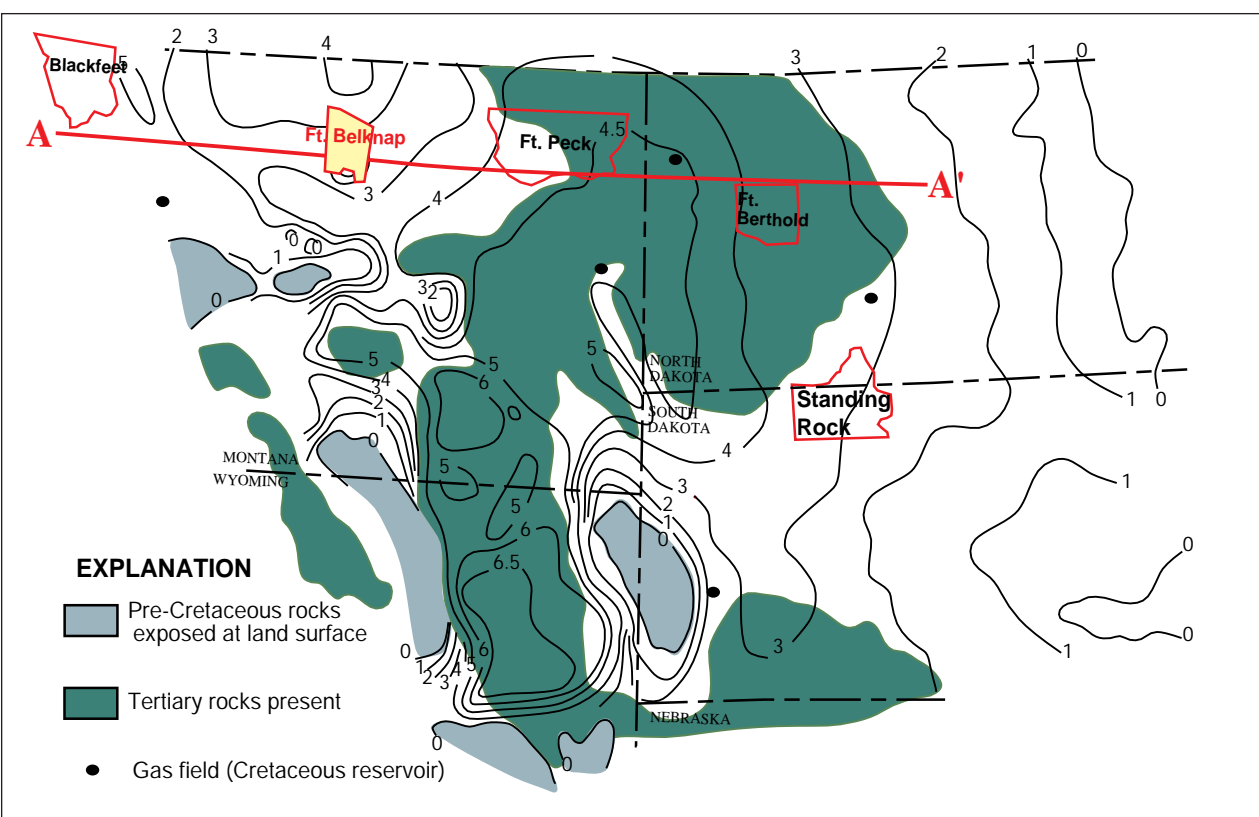 2
3
4
3
2
1
0
Blackfeet
5
A
Ft. Belknap
Ft. Peck
4.5
3
4
A'
Ft.
Berthold
0
0
1
0
3
2
5
5
6
5
NORTH
DAKOTA
SOUTH
DAKOTA
Standing
Rock
1
0
4
3
2
1
0
4
MONTANA
WYOMING
5
5
3
2
1
0
6
6.5
1
0
0
1
3
EXPLANATION
Pre-Cretaceous rocks
exposed at land surface
Tertiary rocks present
Gas field (Cretaceous reservoir)
0
1
2
3
4
5
6
NEBRASKA
0
0